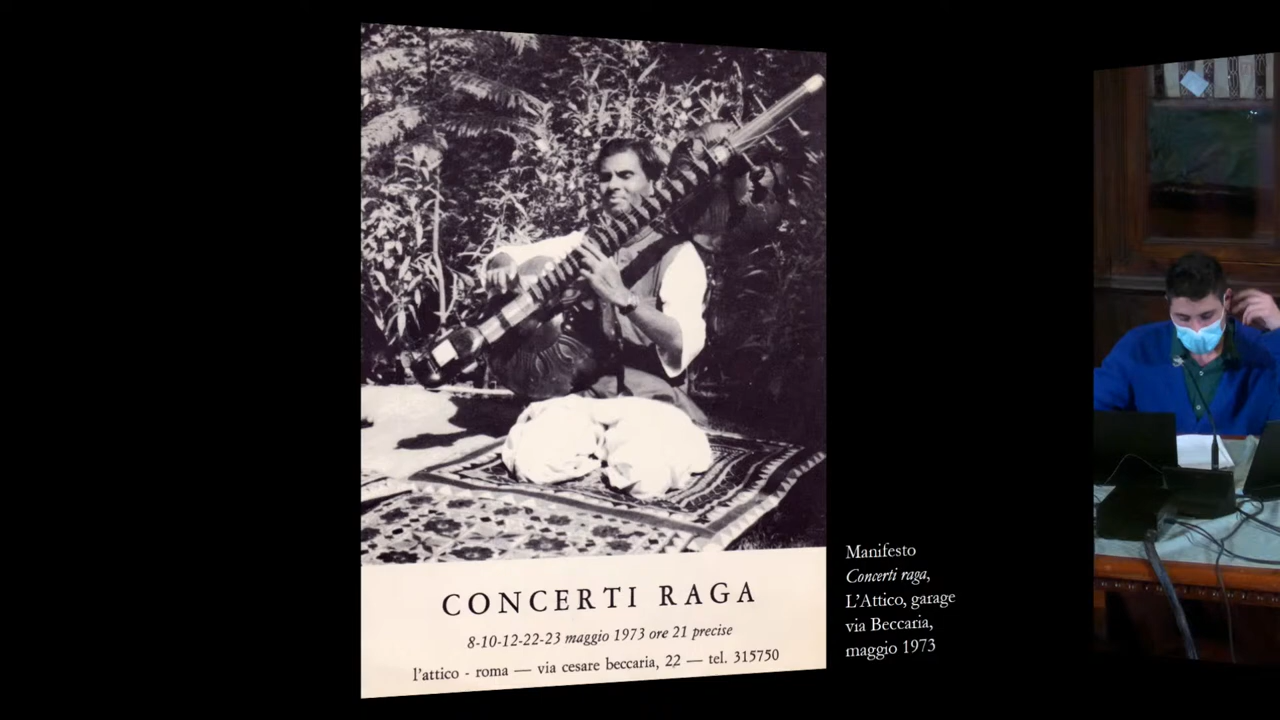 CONCERTI RAGA
8-10-12-22-23 maggio 1973 ore 21 precise
l'attico - roma — via cesare beccaria, 22 — tel. 315750
Manifesto
Concerti raga,
L'Attico, garage
via Beccaria,
maggio 1973